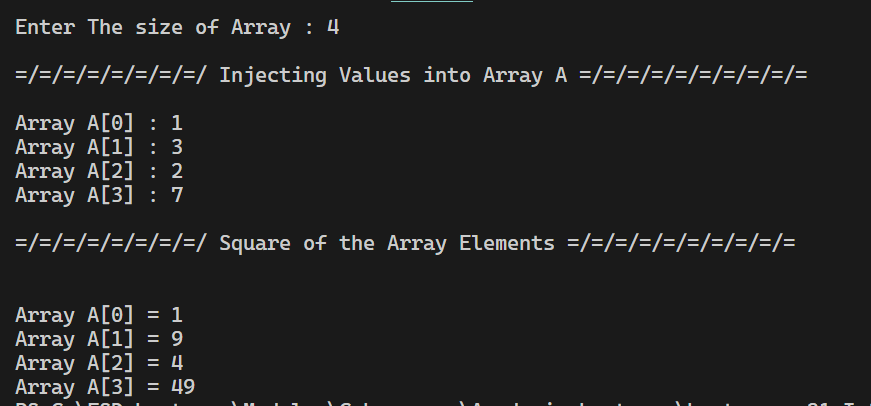 Enter The size of Array : 4
=/=/=/=/=/=/=/=/ Injecting Values into Array A =/=/=/=/=/=/=/=/=/=
Array A[0] : 1
Array A[1] : 3
Array A[2] : 2
Array A[3] : 7
=/=/=/=/=/=/=/=/ Square of the Array Elements =/=/=/=/=/=/=/=/=/=
Array A[0] = 1
Array A[1] = 9
Array A[2] = 4
Array A[3] = 49